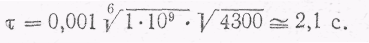 τ = 0,001 ⁶√1·10⁹ · √4300 ≅ 2,1 с.